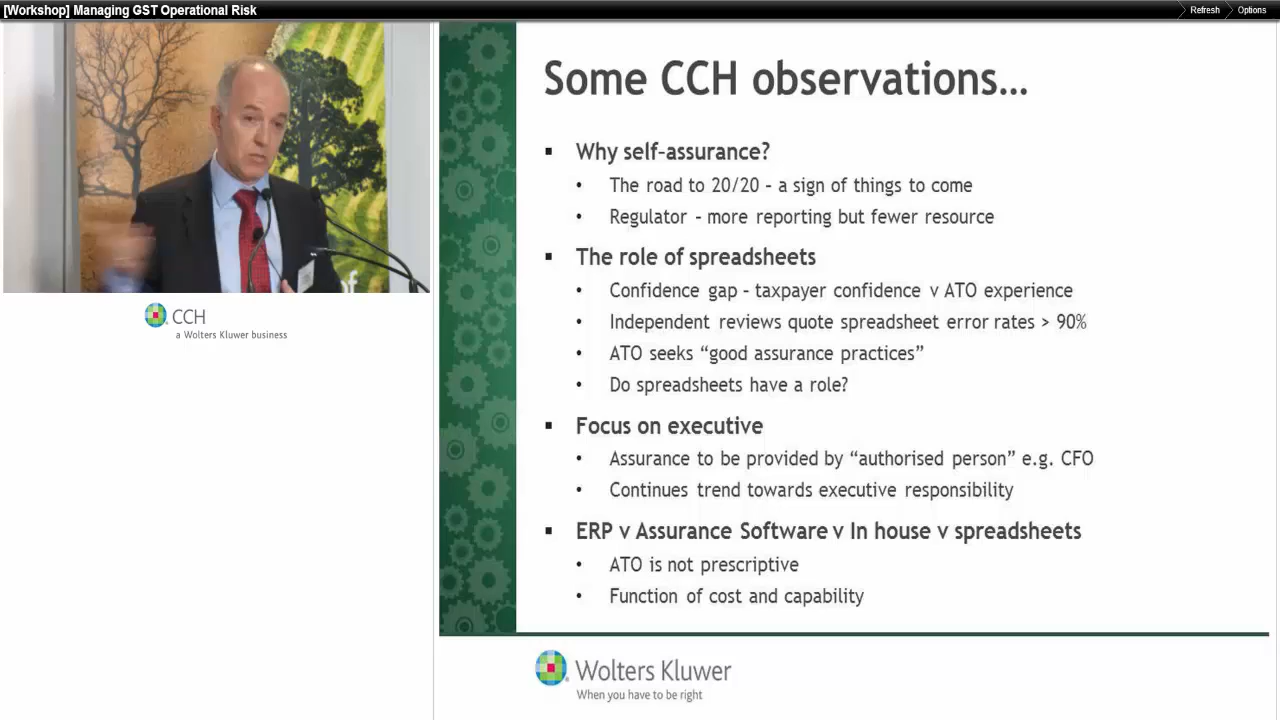 [Workshop] Managing GST Operational Risk
Refresh
Options
CCH
a Wolters Kluwer business
Some CCH observations...
▪ Why self-assurance?
• The road to 20/20 – a sign of things to come
• Regulator – more reporting but fewer resource
▪ The role of spreadsheets
• Confidence gap – taxpayer confidence v ATO experience
• Independent reviews quote spreadsheet error rates > 90%
• ATO seeks “good assurance practices”
• Do spreadsheets have a role?
▪ Focus on executive
• Assurance to be provided by “authorised person” e.g. CFO
• Continues trend towards executive responsibility
▪ ERP v Assurance Software v In house v spreadsheets
• ATO is not prescriptive
• Function of cost and capability
Wolters Kluwer
When you have to be right